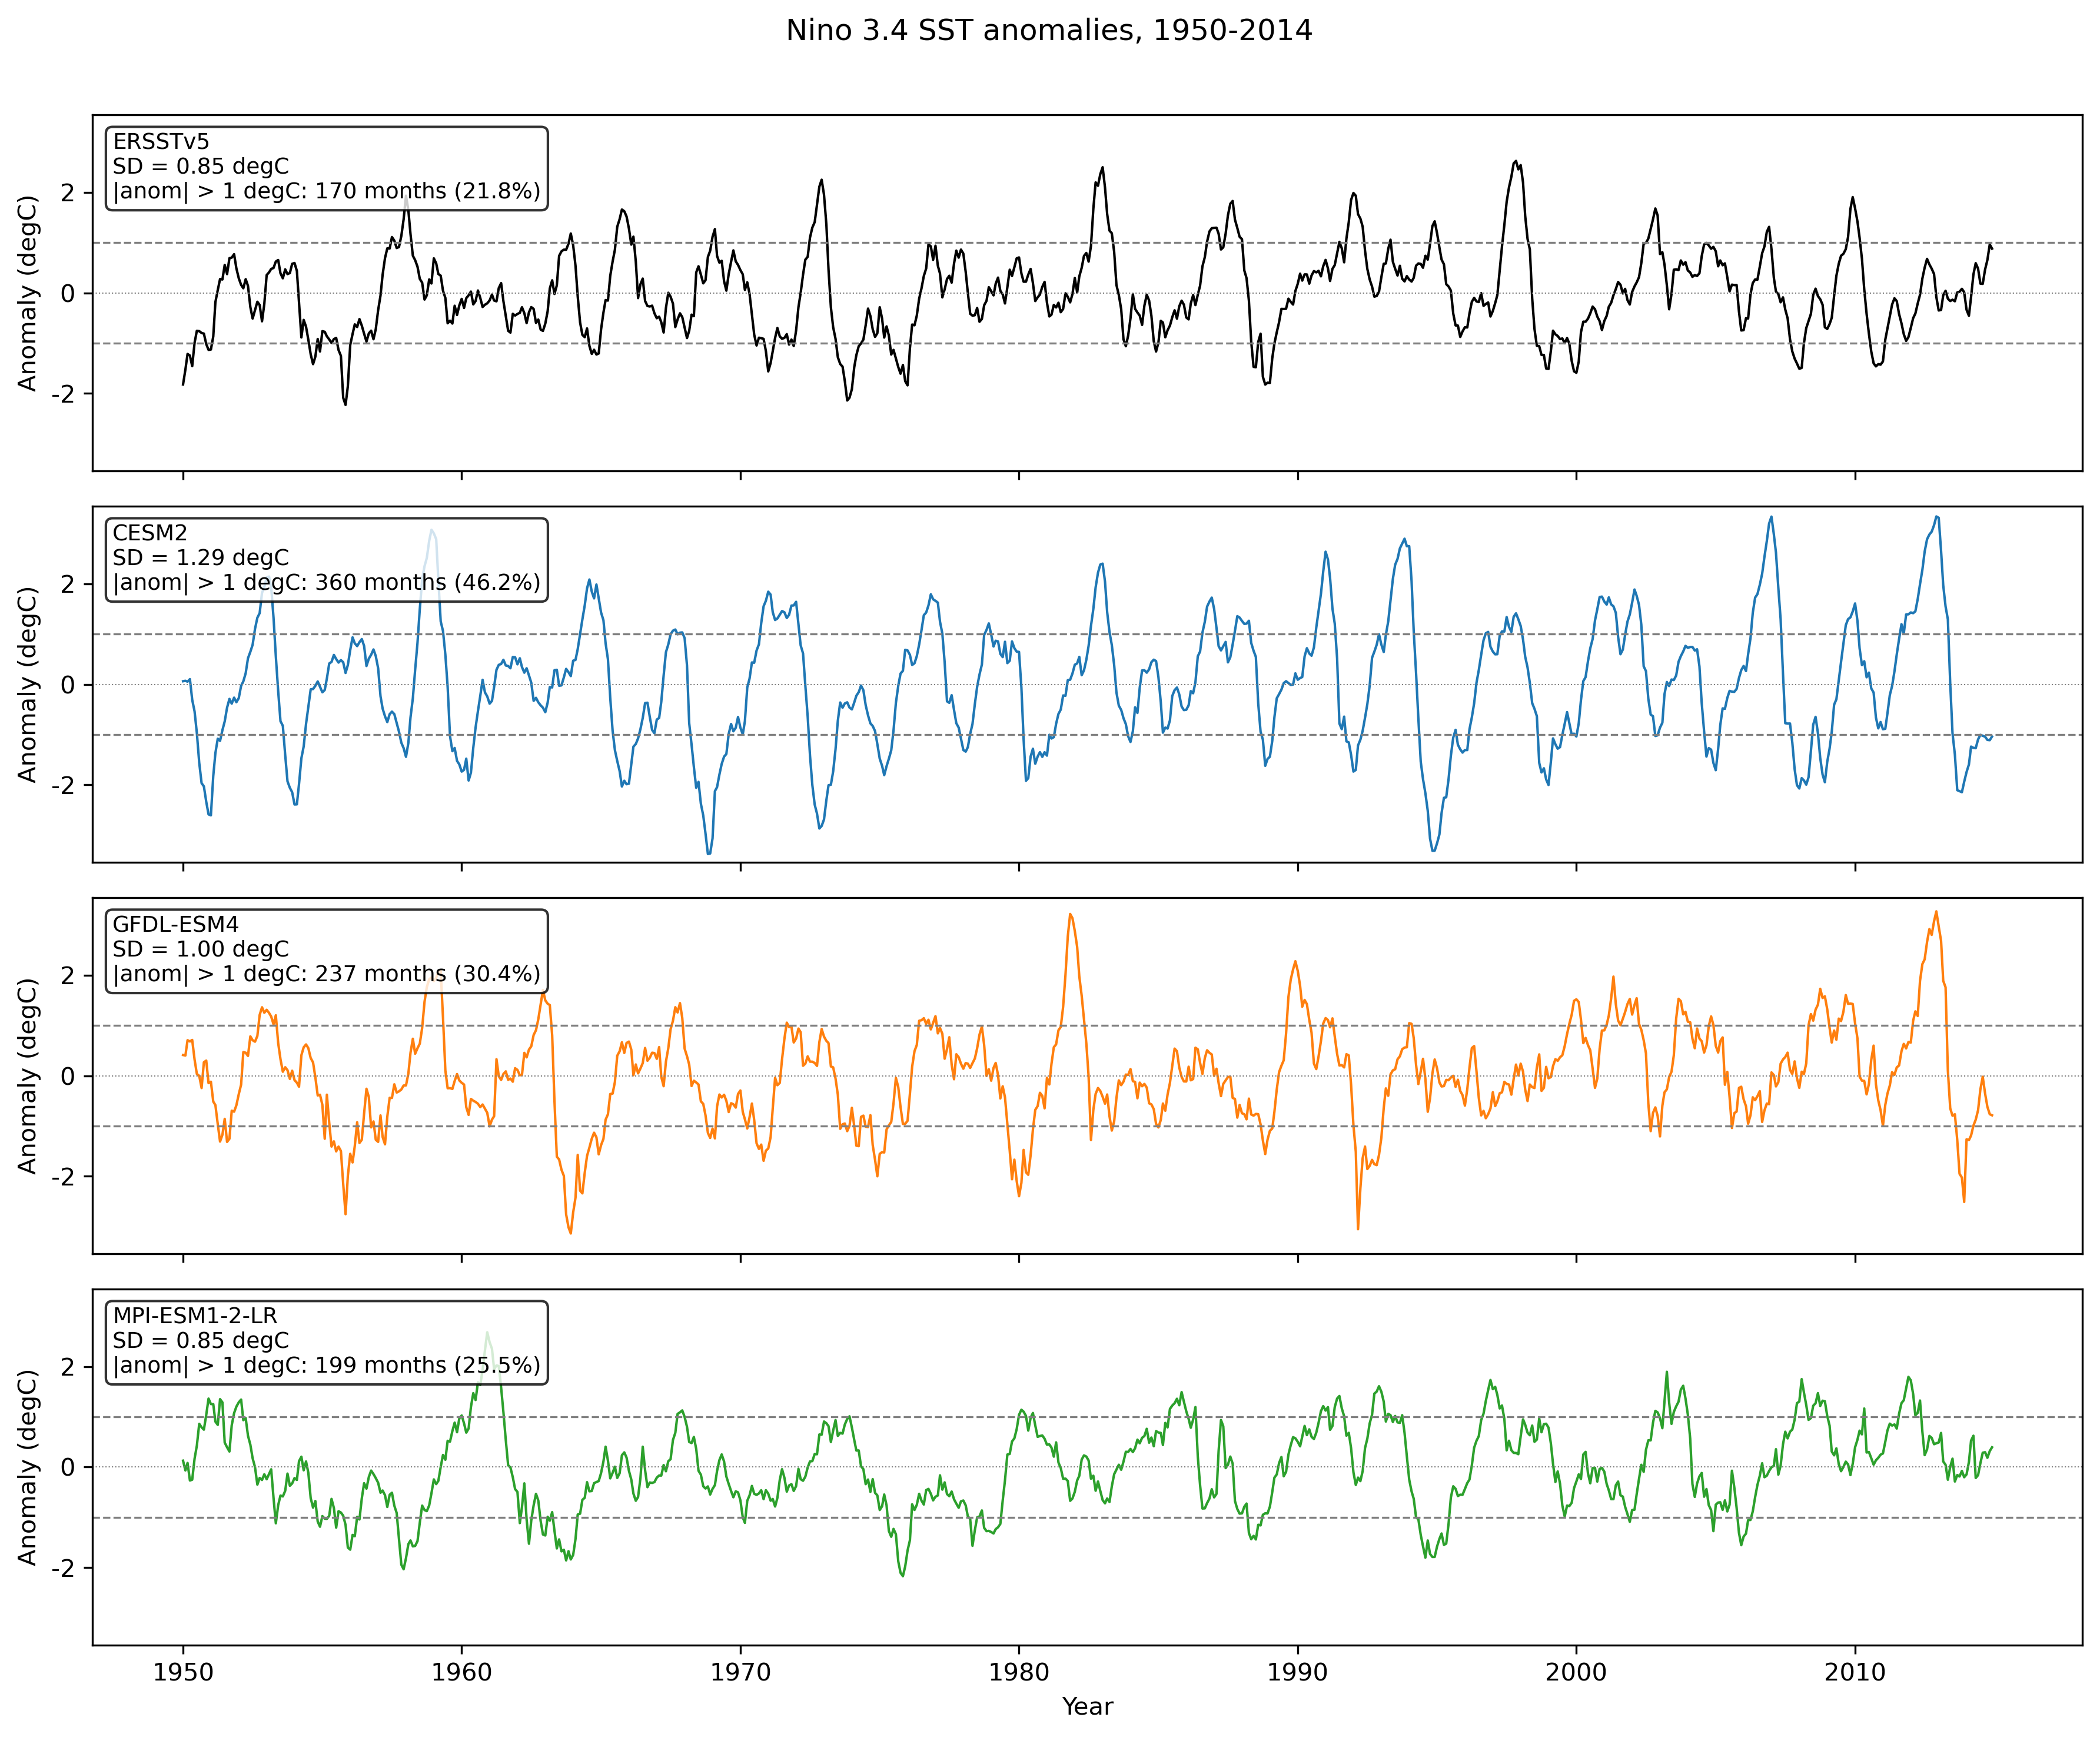 Nino 3.4 SST anomalies, 1950-2014
ERSSTv5
SD = 0.85 degC
|anom| > 1 degC: 170 months (21.8%)
Anomaly (degC)
2
0
-2
CESM2
SD = 1.29 degC
|anom| > 1 degC: 360 months (46.2%)
Anomaly (degC)
2
0
-2
GFDL-ESM4
SD = 1.00 degC
|anom| > 1 degC: 237 months (30.4%)
Anomaly (degC)
2
0
-2
MPI-ESM1-2-LR
SD = 0.85 degC
|anom| > 1 degC: 199 months (25.5%)
Anomaly (degC)
2
0
-2
1950 1960 1970 1980 1990 2000 2010
Year